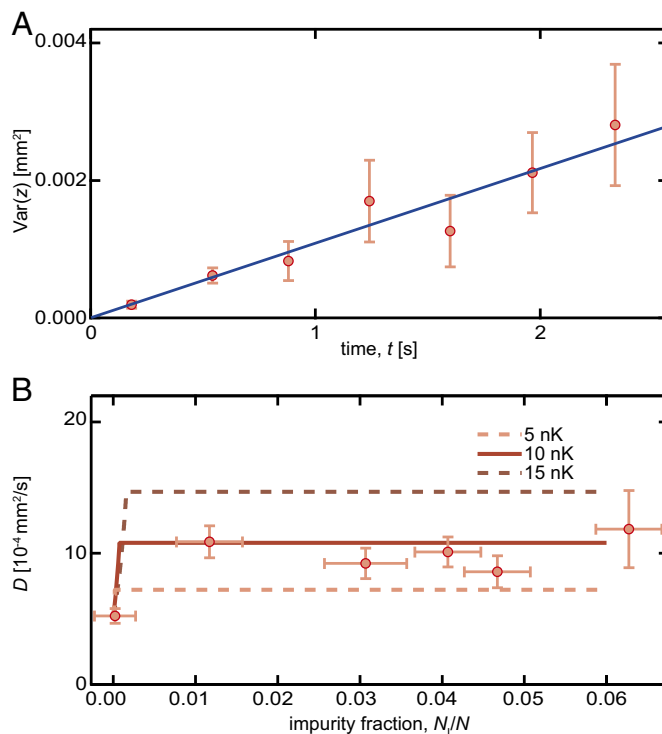 A
0.004
0.002
0.000
Var(z) [mm²]
0
1
2
time, t [s]
B
20
10
0
D [10⁻⁴ mm²/s]
5 nK
10 nK
15 nK
0.00
0.01
0.02
0.03
0.04
0.05
0.06
impurity fraction, N_I/N